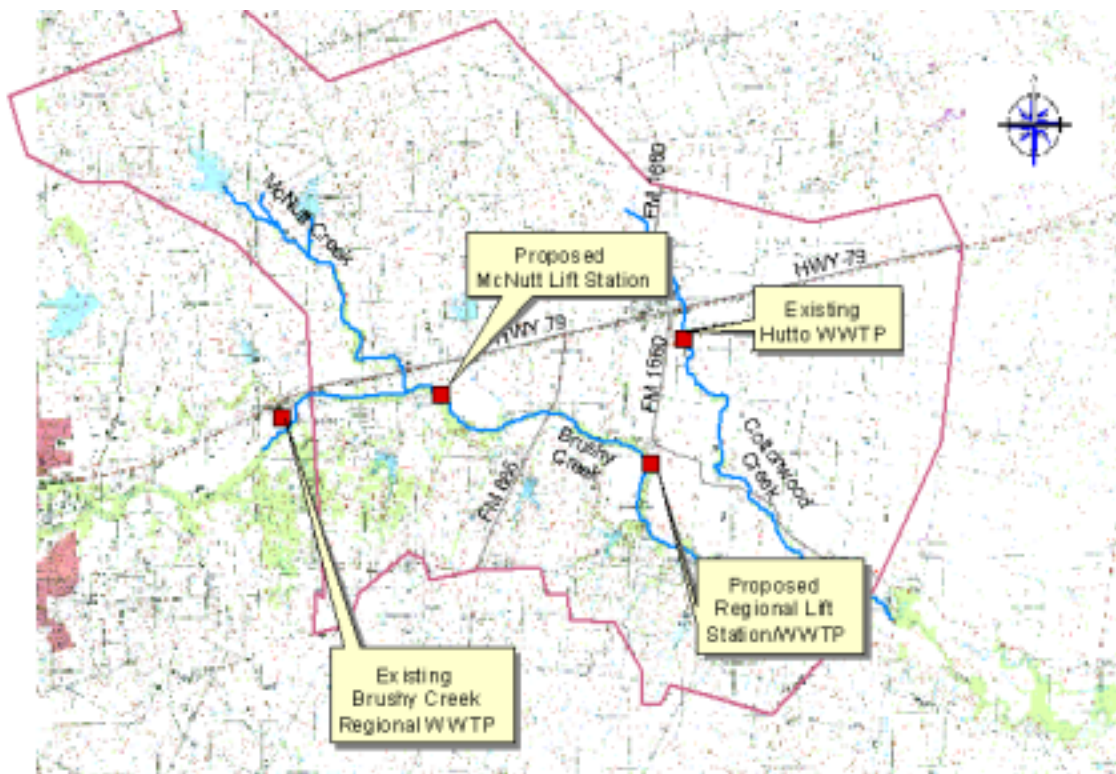 McNutt Creek
FM 1660
HWY 79
Proposed
McNutt Lift Station
HWY 79
Existing
Hutto WWTP
FM 1660
Brushy
Creek
Cottonwood
Creek
FM 685
Proposed
Regional Lift
Station/WWTP
Existing
Brushy Creek
Regional WWTP